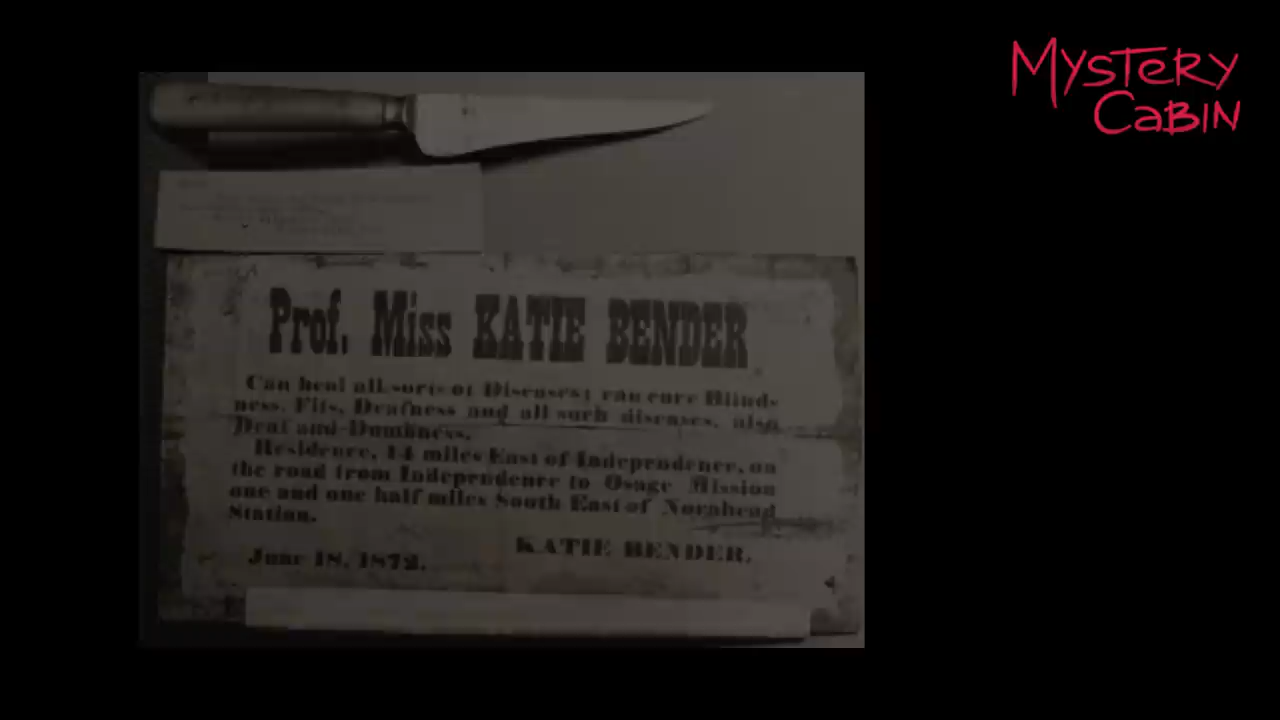 MYSTERY
CABIN
Prof. Miss KATIE BENDER
Can heal all sorts of Diseases; can cure Blind-
ness, Fits, Deafness and all such diseases, also
Deaf and Dumbness.
Residence, 14 miles East of Independence, on
the road from Independence to Osage Mission
one and one half miles South East of Norahead
Station.
KATIE BENDER.
June 18, 1872.